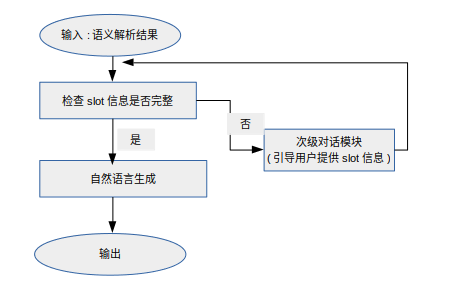 输入 : 语义解析结果
检查 slot 信息是否完整
否
次级对话模块
( 引导用户提供 slot 信息 )
是
自然语言生成
输出